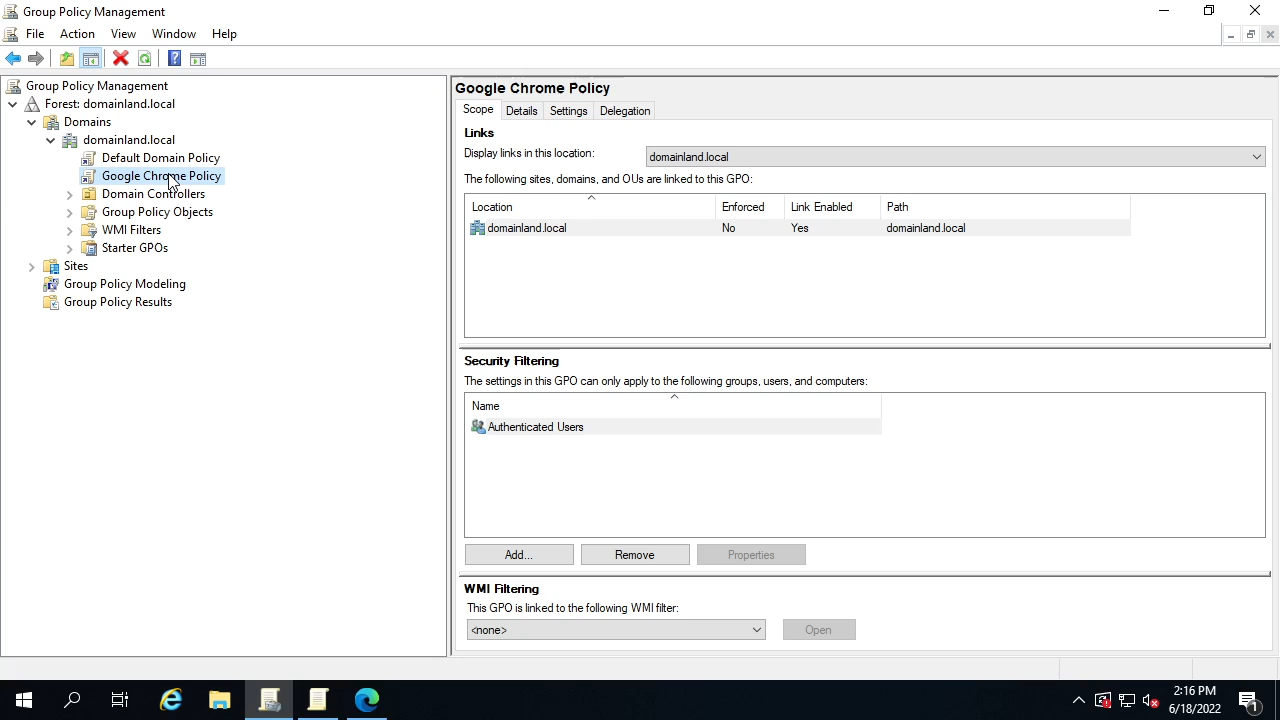 Group Policy Management
File Action View Window Help
Group Policy Management
Forest: domainland.local
Domains
domainland.local
Default Domain Policy
Google Chrome Policy
Domain Controllers
Group Policy Objects
WMI Filters
Starter GPOs
Sites
Group Policy Modeling
Group Policy Results
Google Chrome Policy
Scope Details Settings Delegation
Links
Display links in this location: domainland.local
The following sites, domains, and OUs are linked to this GPO:
Location Enforced Link Enabled Path
domainland.local No Yes domainland.local
Security Filtering
The settings in this GPO can only apply to the following groups, users, and computers:
Name
Authenticated Users
Add... Remove Properties
WMI Filtering
This GPO is linked to the following WMI filter:
<none> Open
2:16 PM
6/18/2022
1